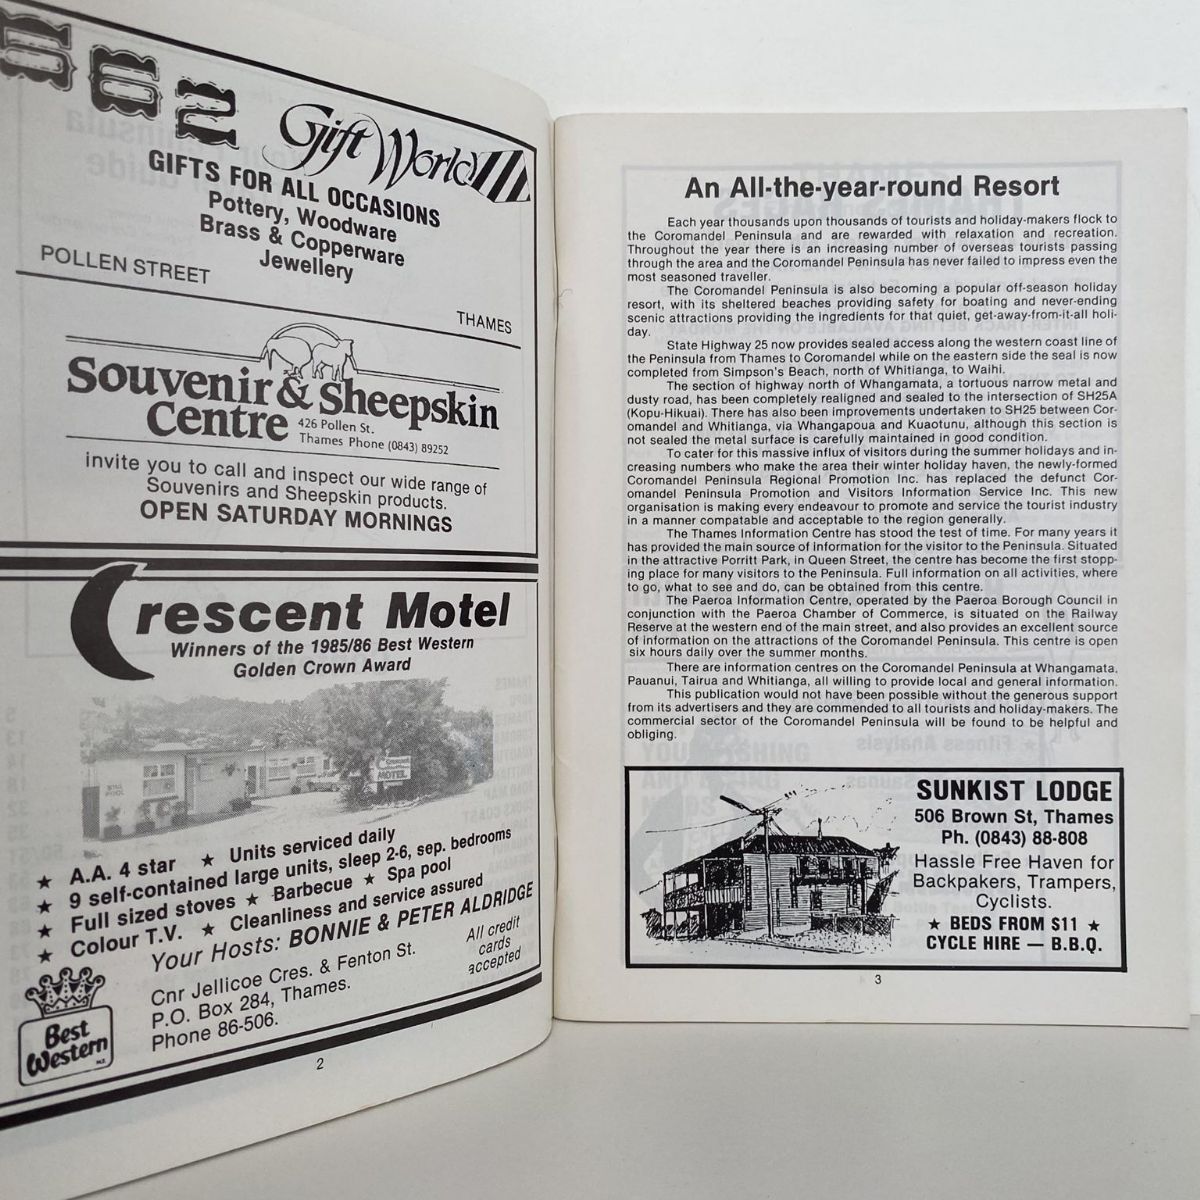 562
Gift World
GIFTS FOR ALL OCCASIONS
Pottery, Woodware
Brass & Copperware
Jewellery
POLLEN STREET
THAMES
Souvenir & Sheepskin
Centre
426 Pollen St.
Thames Phone (0843) 89252
invite you to call and inspect our wide range of
Souvenirs and Sheepskin products.
OPEN SATURDAY MORNINGS
Crescent Motel
Winners of the 1985/86 Best Western
Golden Crown Award
MOTEL
★ A.A. 4 star ★ Units serviced daily
★ 9 self-contained large units, sleep 2-6, sep. bedrooms
★ Full sized stoves ★ Barbecue ★ Spa pool
★ Colour T.V. ★ Cleanliness and service assured
Your Hosts: BONNIE & PETER ALDRIDGE
Cnr Jellicoe Cres. & Fenton St.
P.O. Box 284, Thames.
Phone 86-506.
All credit
cards
accepted
Best
Western
2
An All-the-year-round Resort
Each year thousands upon thousands of tourists and holiday-makers flock to
the Coromandel Peninsula and are rewarded with relaxation and recreation.
Throughout the year there is an increasing number of overseas tourists passing
through the area and the Coromandel Peninsula has never failed to impress even the
most seasoned traveller.
The Coromandel Peninsula is also becoming a popular off-season holiday
resort, with its sheltered beaches providing safety for boating and never-ending
scenic attractions providing the ingredients for that quiet, get-away-from-it-all holi-
day.
State Highway 25 now provides sealed access along the western coast line of
the Peninsula from Thames to Coromandel while on the eastern side the seal is now
completed from Simpson's Beach, north of Whitianga, to Waihi.
The section of highway north of Whangamata, a tortuous narrow metal and
dusty road, has been completely realigned and sealed to the intersection of SH25A
(Kopu-Hikuai). There has also been improvements undertaken to SH25 between Cor-
omandel and Whitianga, via Whangapoua and Kuaotunu, although this section is
not sealed the metal surface is carefully maintained in good condition.
To cater for this massive influx of visitors during the summer holidays and in-
creasing numbers who make the area their winter holiday haven, the newly-formed
Coromandel Peninsula Regional Promotion Inc. has replaced the defunct Cor-
omandel Peninsula Promotion and Visitors Information Service Inc. This new
organisation is making every endeavour to promote and service the tourist industry
in a manner compatable and acceptable to the region generally.
The Thames Information Centre has stood the test of time. For many years it
has provided the main source of information for the visitor to the Peninsula. Situated
in the attractive Porritt Park, in Queen Street, the centre has become the first stopp-
ing place for many visitors to the Peninsula. Full information on all activities, where
to go, what to see and do, can be obtained from this centre.
The Paeroa Information Centre, operated by the Paeroa Borough Council in
conjunction with the Paeroa Chamber of Commerce, is situated on the Railway
Reserve at the western end of the main street, and also provides an excellent source
of information on the attractions of the Coromandel Peninsula. This centre is open
six hours daily over the summer months.
There are information centres on the Coromandel Peninsula at Whangamata,
Pauanui, Tairua and Whitianga, all willing to provide local and general information.
This publication would not have been possible without the generous support
from its advertisers and they are commended to all tourists and holiday-makers. The
commercial sector of the Coromandel Peninsula will be found to be helpful and
obliging.
SUNKIST LODGE
506 Brown St, Thames
Ph. (0843) 88-808
Hassle Free Haven for
Backpakers, Trampers,
Cyclists.
★ BEDS FROM $11 ★
CYCLE HIRE — B.B.Q.
3